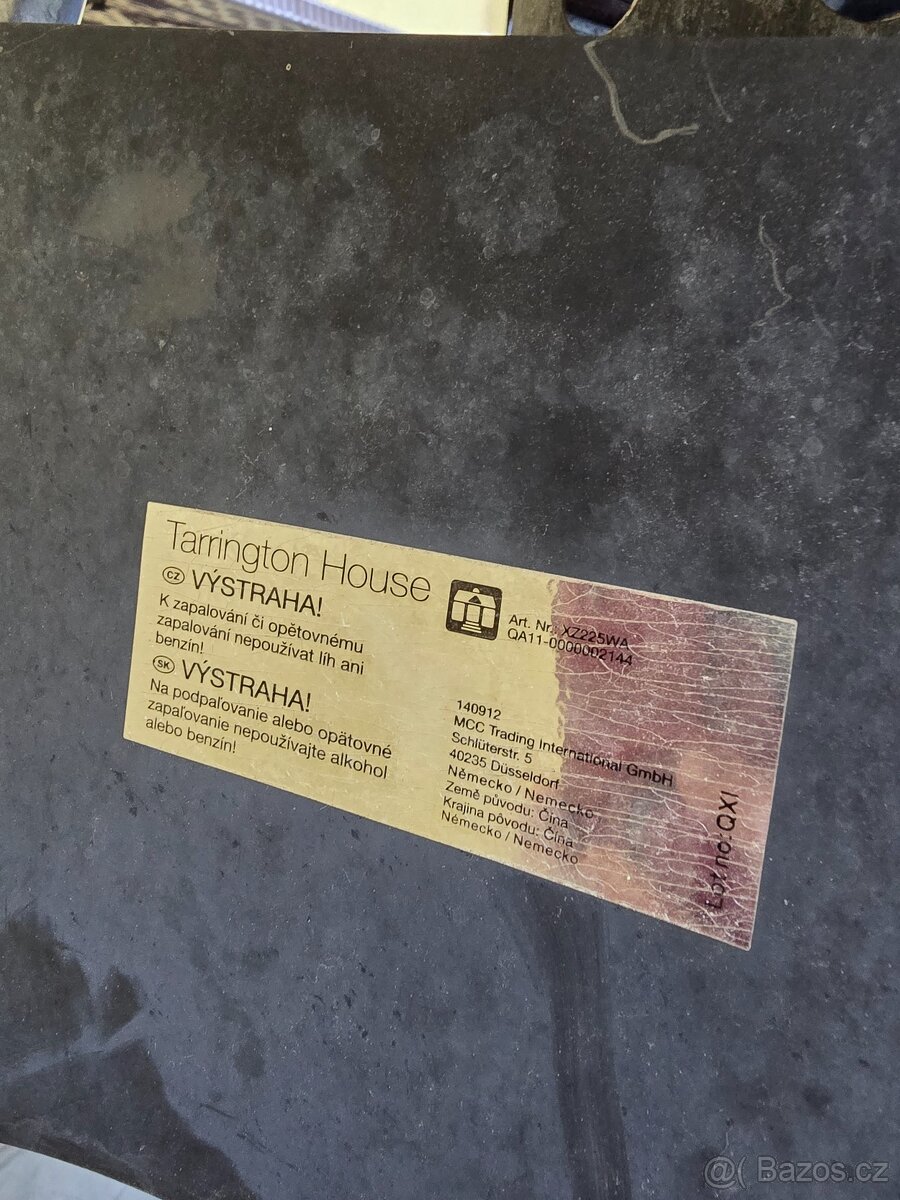 Tarrington House
CZ VÝSTRAHA!
K zapalování či opětovnému
zapalování nepoužívat líh ani
benzín!
SK VÝSTRAHA!
Na podpaľovanie alebo opätovné
zapaľovanie nepoužívajte alkohol
alebo benzín!
Art. Nr.: XZ225WA
QA11-0000002144
140912
MCC Trading International GmbH
Schlüterstr. 5
40235 Düsseldorf
Německo / Nemecko
Země původu: Čína
Krajina pôvodu: Čína
Německo / Nemecko
Lot no: QXI
@( Bazos.cz